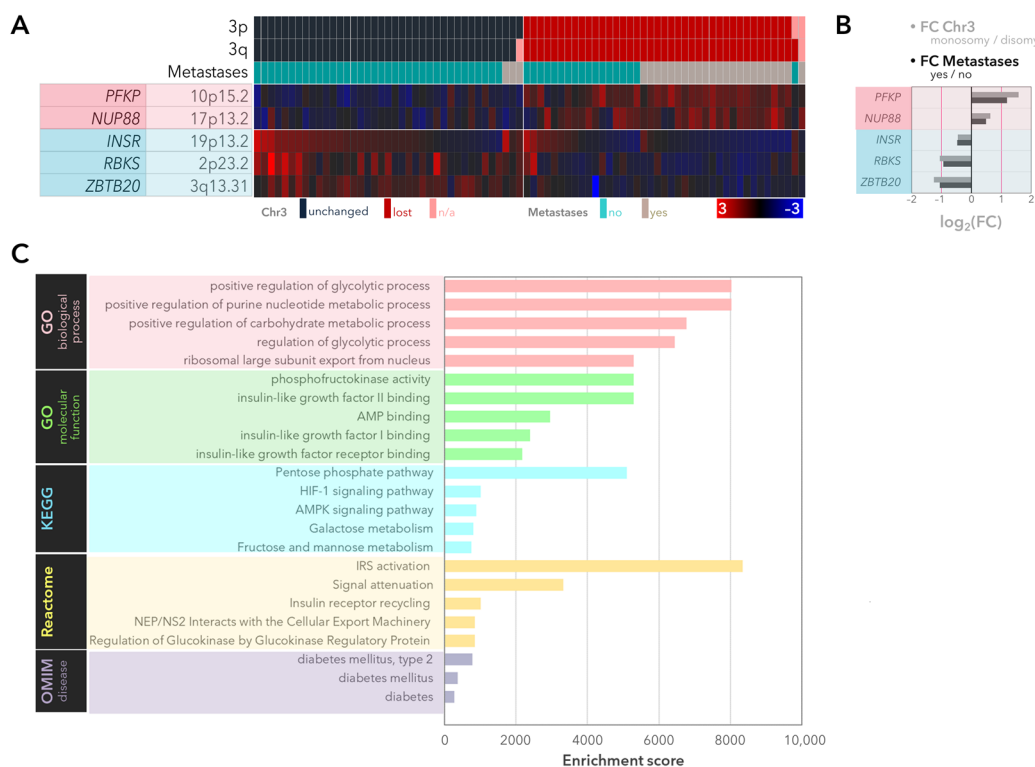 A
3p
3q
Metastases
PFKP 10p15.2
NUP88 17p13.2
INSR 19p13.2
RBKS 2p23.2
ZBTB20 3q13.31
Chr3 unchanged lost n/a Metastases no yes 3 -3
B
• FC Chr3
monosomy / disomy
• FC Metastases
yes / no
PFKP
NUP88
INSR
RBKS
ZBTB20
-2 -1 0 1 2
log2(FC)
C
GO
biological
process
positive regulation of glycolytic process
positive regulation of purine nucleotide metabolic process
positive regulation of carbohydrate metabolic process
regulation of glycolytic process
ribosomal large subunit export from nucleus
GO
molecular
function
phosphofructokinase activity
insulin-like growth factor II binding
AMP binding
insulin-like growth factor I binding
insulin-like growth factor receptor binding
KEGG
Pentose phosphate pathway
HIF-1 signaling pathway
AMPK signaling pathway
Galactose metabolism
Fructose and mannose metabolism
Reactome
IRS activation
Signal attenuation
Insulin receptor recycling
NEP/NS2 Interacts with the Cellular Export Machinery
Regulation of Glucokinase by Glucokinase Regulatory Protein
OMIM
disease
diabetes mellitus, type 2
diabetes mellitus
diabetes
0 2000 4000 6000 8000 10,000
Enrichment score